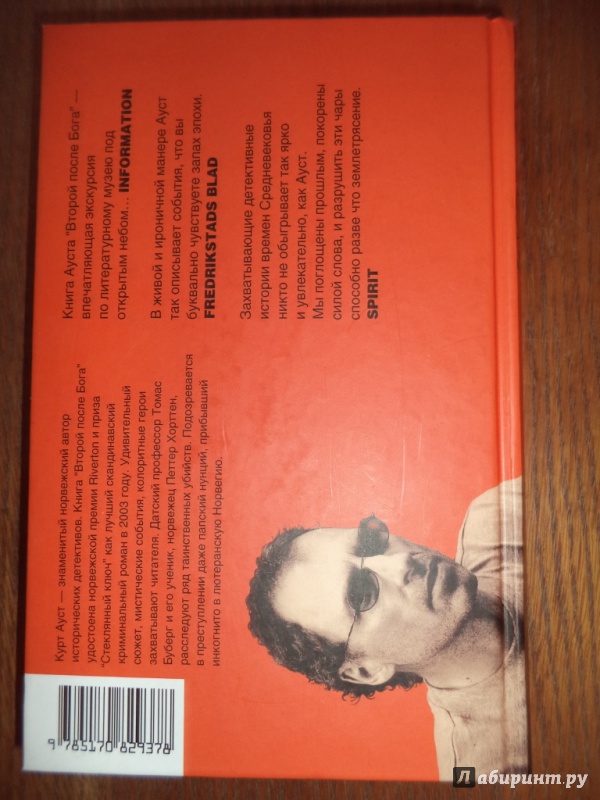 Курт Ауст — знаменитый норвежский автор
исторических детективов. Книга "Второй после Бога"
удостоена норвежской премии Riverton и приза
"Стеклянный ключ" как лучший скандинавский
криминальный роман в 2003 году. Удивительный
сюжет, мистические события, колоритные герои
захватывают читателя. Датский профессор Томас
Буберг и его ученик, норвежец Петтер Хорттен,
расследуют ряд таинственных убийств. Подозревается
в преступлении даже папский нунций, прибывший
инкогнито в лютеранскую Норвегию.
Книга Ауста "Второй после Бога" —
впечатляющая экскурсия
по литературному музею под
открытым небом... INFORMATION
В живой и ироничной манере Ауст
так описывает события, что вы
буквально чувствуете запах эпохи.
FREDRIKSTADS BLAD
Захватывающие детективные
истории времен Средневековья
никто не обыгрывает так ярко
и увлекательно, как Ауст.
Мы поглощены прошлым, покорены
силой слова, и разрушить эти чары
способно разве что землетрясение.
SPIRIT
9 785170 829378
Лабиринт.ру